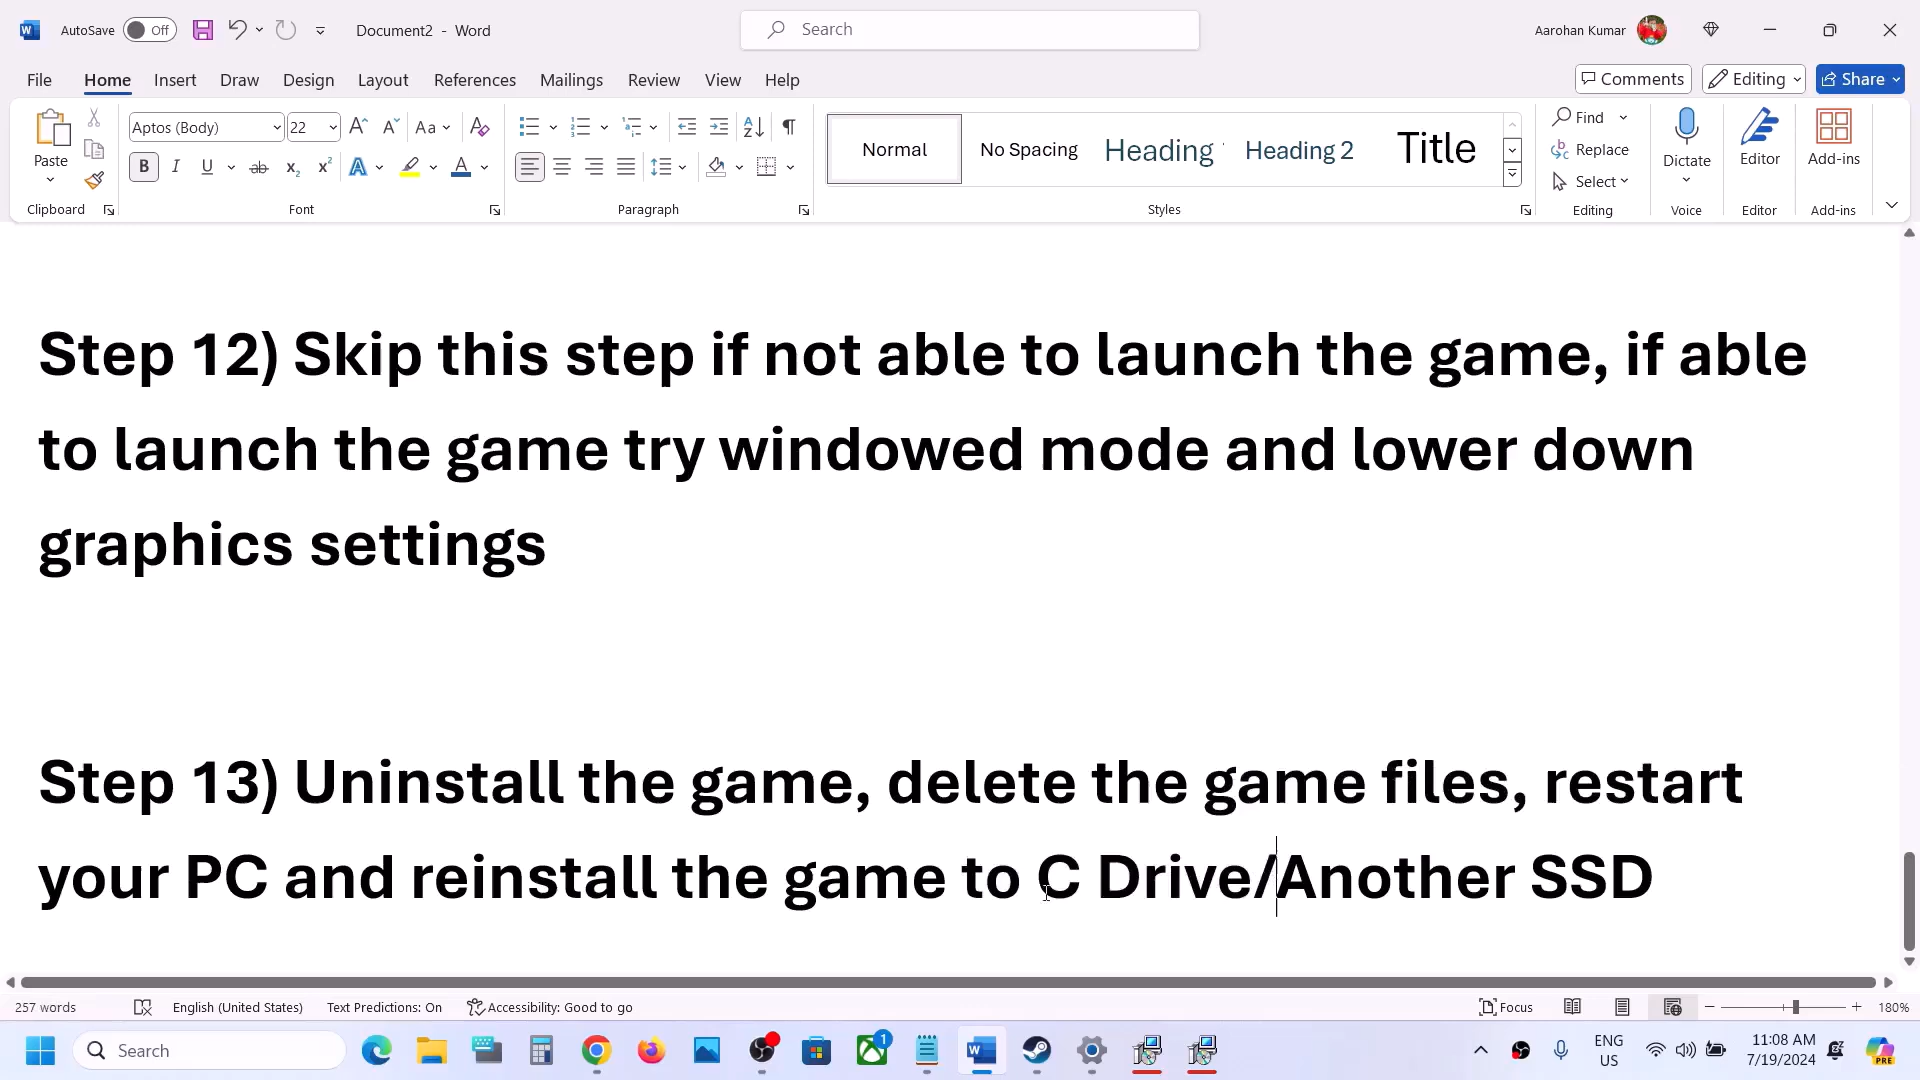 AutoSave Off Document2 - Word Search Aarohan Kumar
File Home Insert Draw Design Layout References Mailings Review View Help Comments Editing Share
Paste Aptos (Body) 22 Normal No Spacing Heading Heading 2 Title Find Replace Select Dictate Editor Add-ins
Clipboard Font Paragraph Styles Editing Voice Editor Add-ins
Step 12) Skip this step if not able to launch the game, if able
to launch the game try windowed mode and lower down
graphics settings
Step 13) Uninstall the game, delete the game files, restart
your PC and reinstall the game to C Drive/Another SSD
257 words English (United States) Text Predictions: On Accessibility: Good to go Focus 180%
Search 1 ENG US 11:08 AM 7/19/2024 PRE